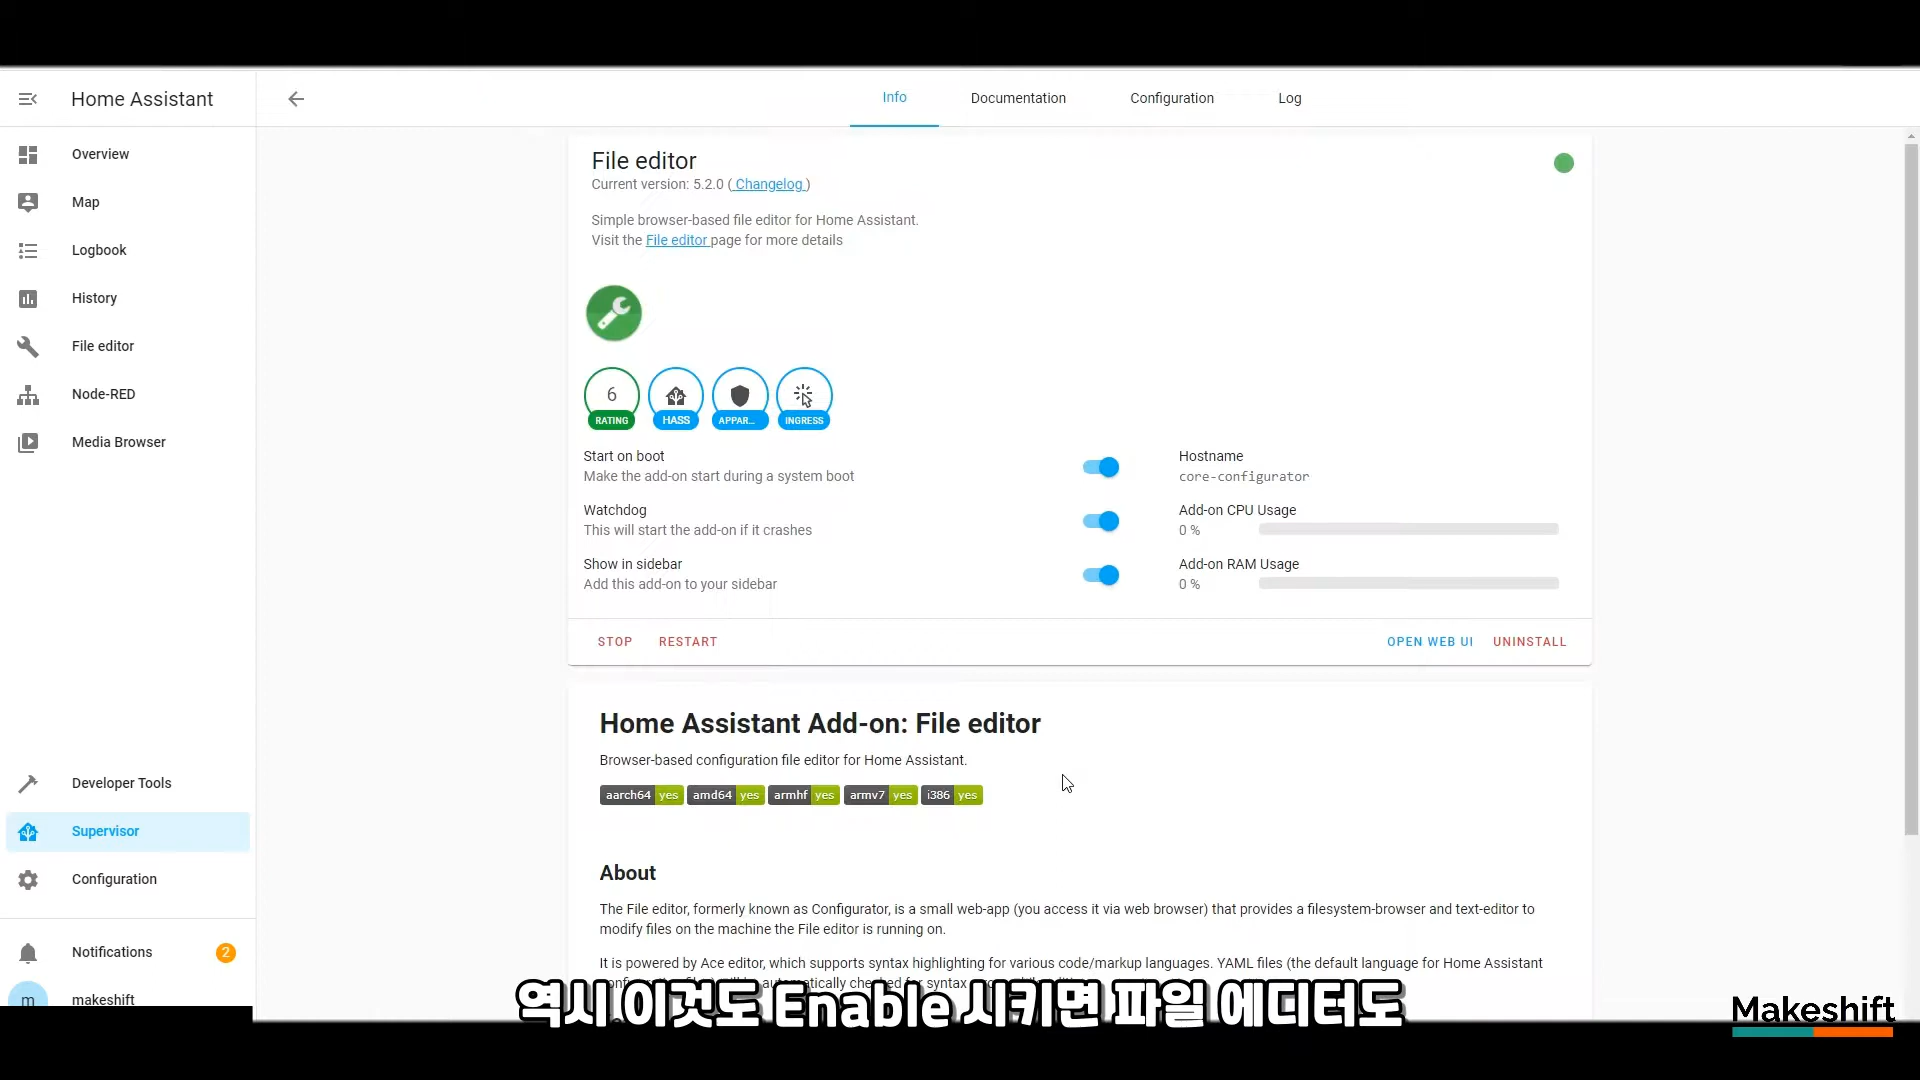 Home Assistant
Info
Documentation
Configuration
Log
Overview
Map
Logbook
History
File editor
Node-RED
Media Browser
Developer Tools
Supervisor
Configuration
Notifications
2
m
makeshift
File editor
Current version: 5.2.0 ( Changelog )
Simple browser-based file editor for Home Assistant.
Visit the File editor page for more details
6
RATING
HASS
APPAR...
INGRESS
Start on boot
Make the add-on start during a system boot
Hostname
core-configurator
Watchdog
This will start the add-on if it crashes
Add-on CPU Usage
0 %
Show in sidebar
Add this add-on to your sidebar
Add-on RAM Usage
0 %
STOP
RESTART
OPEN WEB UI
UNINSTALL
Home Assistant Add-on: File editor
Browser-based configuration file editor for Home Assistant.
aarch64 yes amd64 yes armhf yes armv7 yes i386 yes
About
The File editor, formerly known as Configurator, is a small web-app (you access it via web browser) that provides a filesystem-browser and text-editor to
modify files on the machine the File editor is running on.
It is powered by Ace editor, which supports syntax highlighting for various code/markup languages. YAML files (the default language for Home Assistant
역시 이것도 Enable 시키면 파일 에디터도
Makeshift